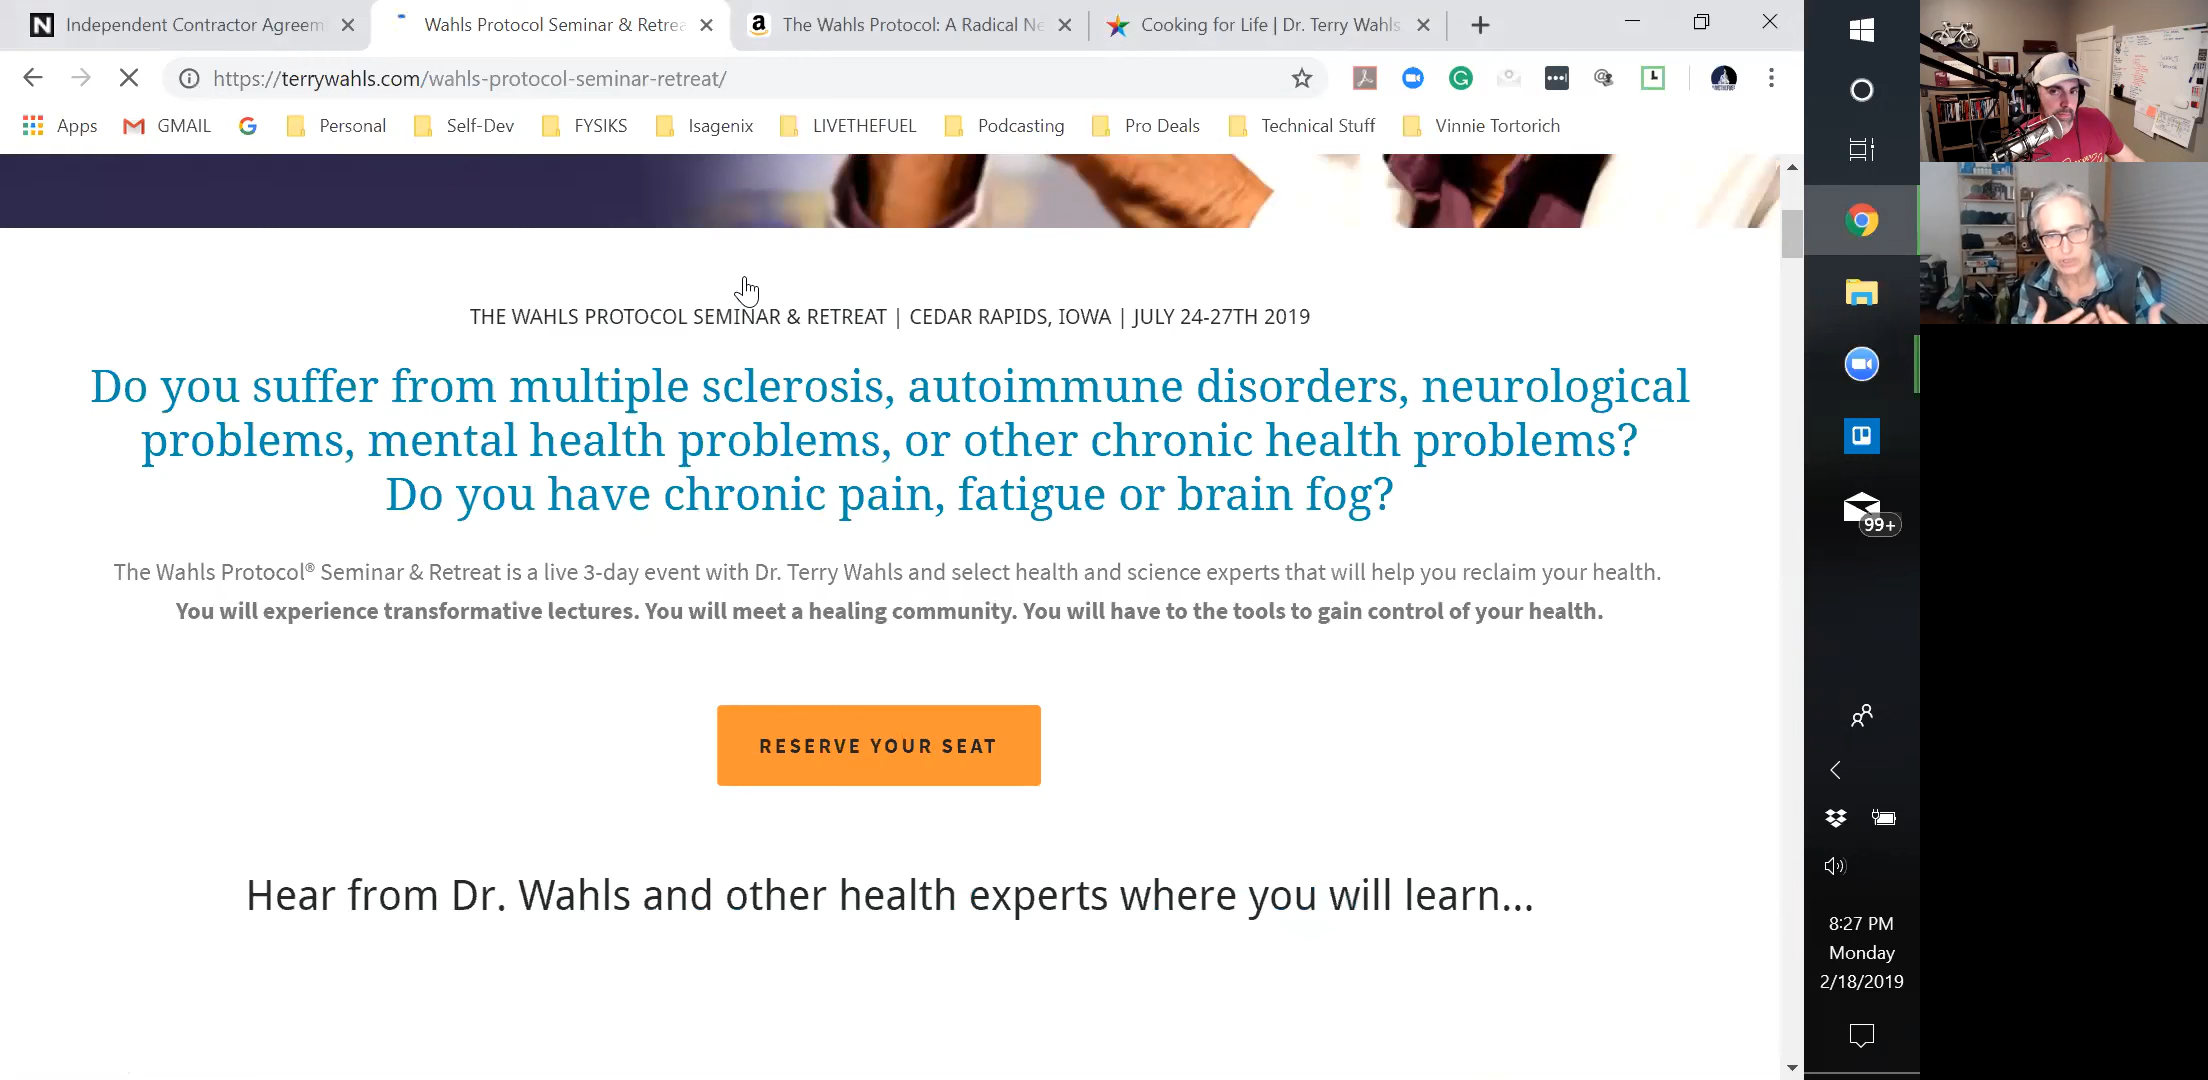 Independent Contractor Agreem
Wahls Protocol Seminar & Retrea
The Wahls Protocol: A Radical Ne
Cooking for Life | Dr. Terry Wahls
https://terrywahls.com/wahls-protocol-seminar-retreat/
Apps
GMAIL
Personal
Self-Dev
FYSIKS
Isagenix
LIVETHEFUEL
Podcasting
Pro Deals
Technical Stuff
Vinnie Tortorich
THE WAHLS PROTOCOL SEMINAR & RETREAT | CEDAR RAPIDS, IOWA | JULY 24-27TH 2019
Do you suffer from multiple sclerosis, autoimmune disorders, neurological
problems, mental health problems, or other chronic health problems?
Do you have chronic pain, fatigue or brain fog?
The Wahls Protocol® Seminar & Retreat is a live 3-day event with Dr. Terry Wahls and select health and science experts that will help you reclaim your health.
You will experience transformative lectures. You will meet a healing community. You will have to the tools to gain control of your health.
RESERVE YOUR SEAT
Hear from Dr. Wahls and other health experts where you will learn...
99+
8:27 PM
Monday
2/18/2019